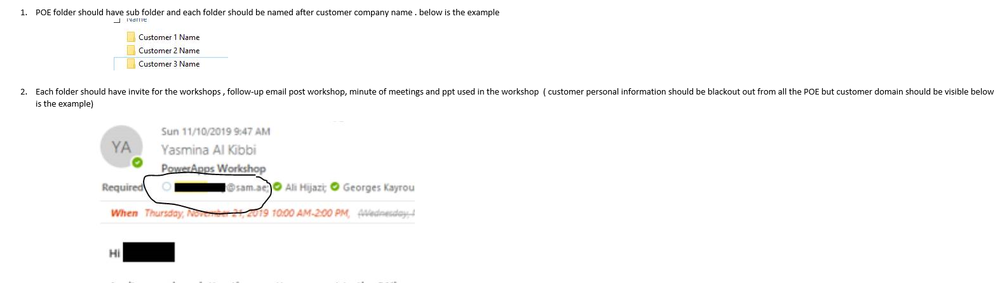 1. POE folder should have sub folder and each folder should be named after customer company name . below is the example
Name
Customer 1 Name
Customer 2 Name
Customer 3 Name
2. Each folder should have invite for the workshops , follow-up email post workshop, minute of meetings and ppt used in the workshop ( customer personal information should be blackout out from all the POE but customer domain should be visible below
is the example)
Sun 11/10/2019 9:47 AM
YA
Yasmina Al Kibbi
PowerApps Workshop
Required @sam.ae; Ali Hijazi; Georges Kayrou
When Thursday, November 21, 2019 10:00 AM-2:00 PM, (Wednesday,
Hi